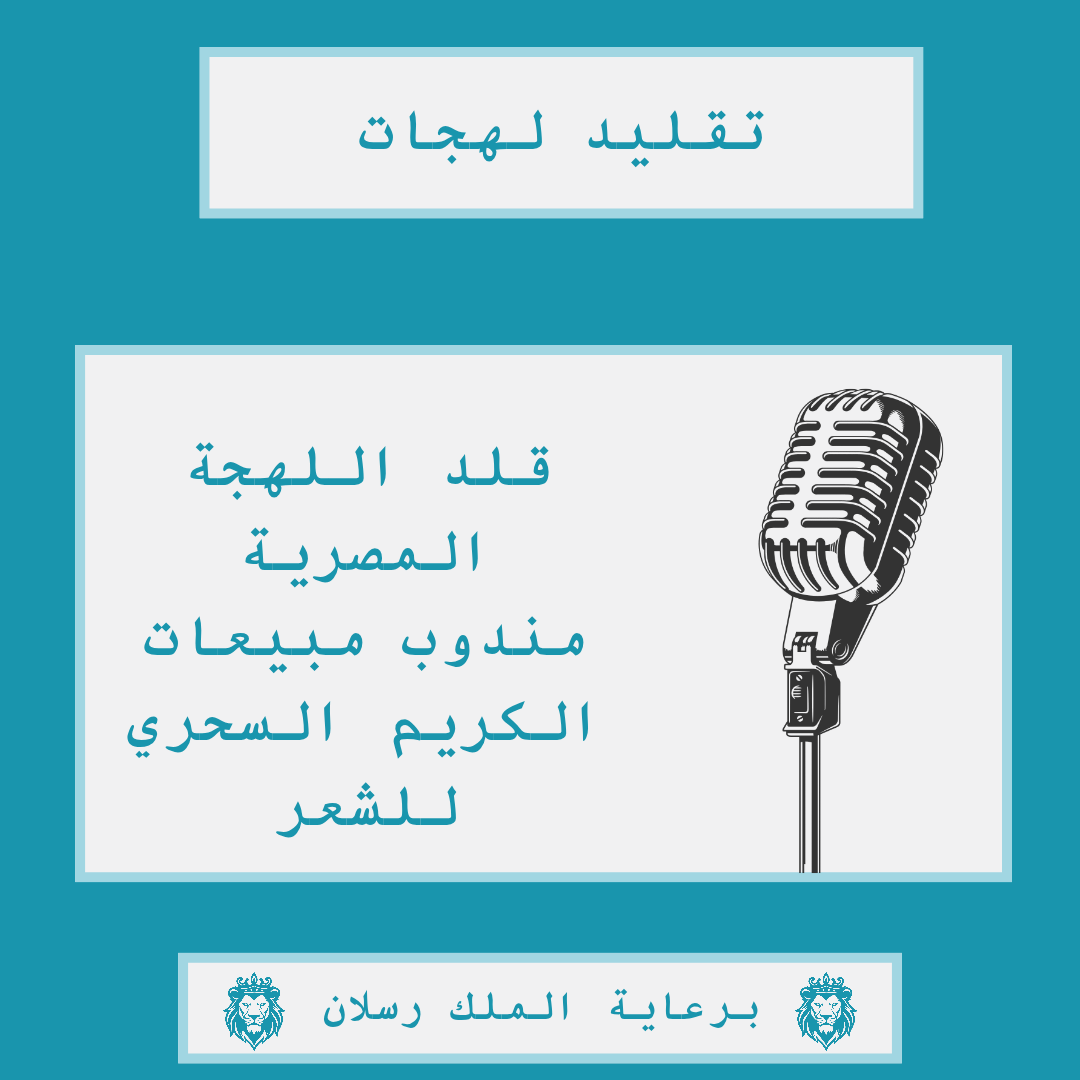 تقليد لهجات
قلد اللهجة
المصرية
مندوب مبيعات
الكريم السحري
للشعر
برعاية الملك رسلان